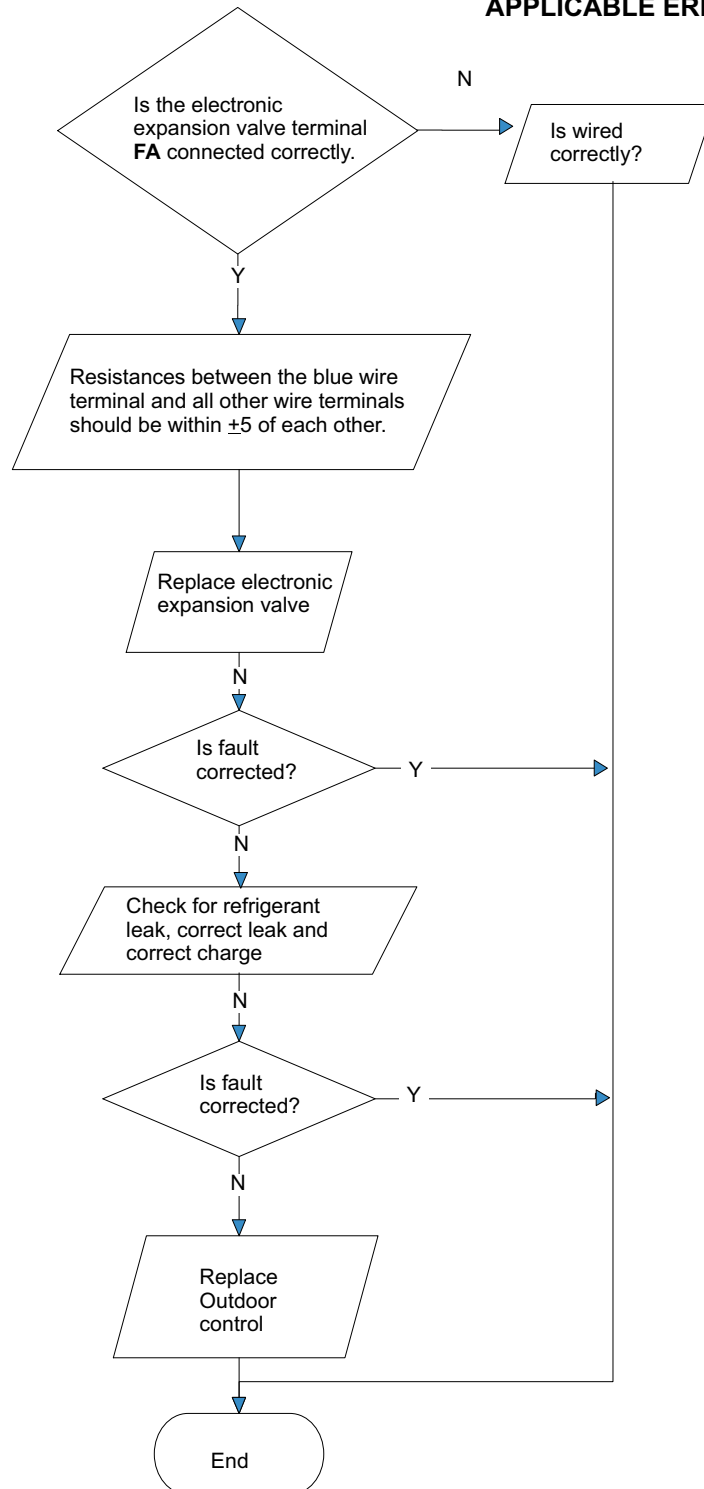 APPLICABLE
N
Is the electronic
expansion valve terminal
FA connected correctly.
Is wired
correctly?
Y
Resistances between the blue wire
terminal and all other wire terminals
should be within ±5 of each other.
Replace electronic
expansion valve
N
Is fault
corrected?
Y
N
Check for refrigerant
leak, correct leak and
correct charge
N
Is fault
corrected?
Y
N
Replace
Outdoor
control
End